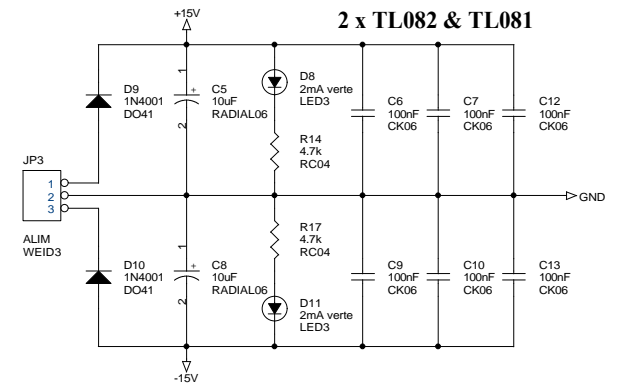 2 x TL082 & TL081
+15V
D9
1N4001
DO41
1
+
2
C5
10uF
RADIAL06
D8
2mA verte
LED3
R14
4.7k
RC04
C6
100nF
CK06
C7
100nF
CK06
C12
100nF
CK06
JP3
1
2
3
ALIM
WEID3
GND
D10
1N4001
DO41
1
+
2
C8
10uF
RADIAL06
R17
4.7k
RC04
D11
2mA verte
LED3
C9
100nF
CK06
C10
100nF
CK06
C13
100nF
CK06
-15V